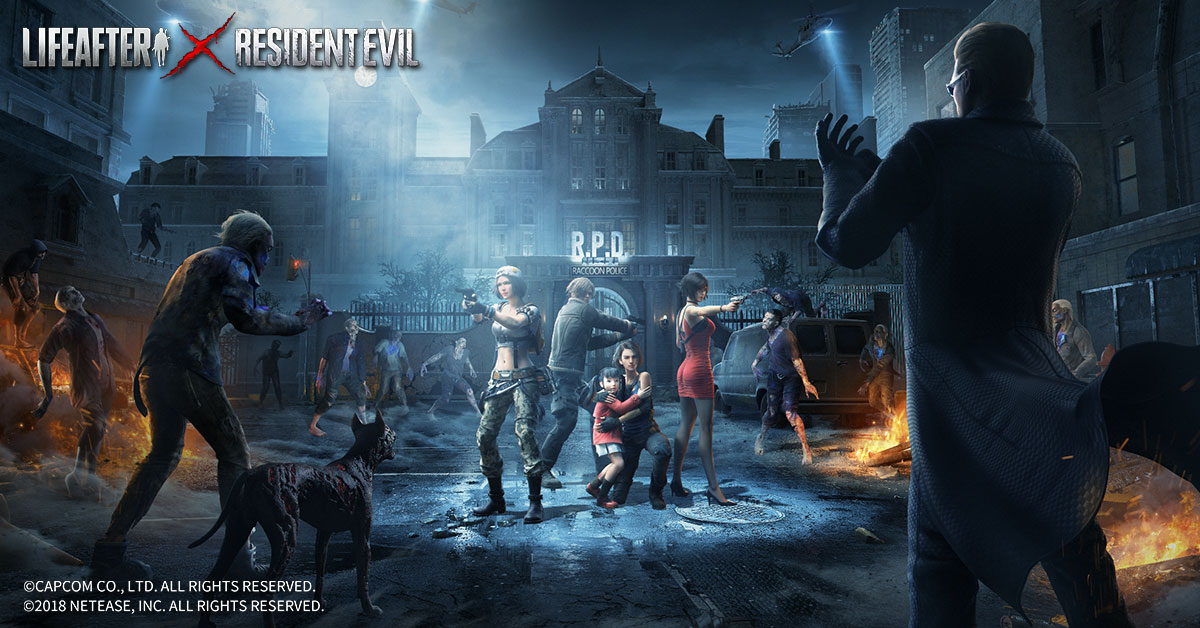 LIFEAFTER X RESIDENT EVIL
R.P.D.
RACCOON POLICE
©CAPCOM CO., LTD. ALL RIGHTS RESERVED.
©2018 NETEASE, INC. ALL RIGHTS RESERVED.